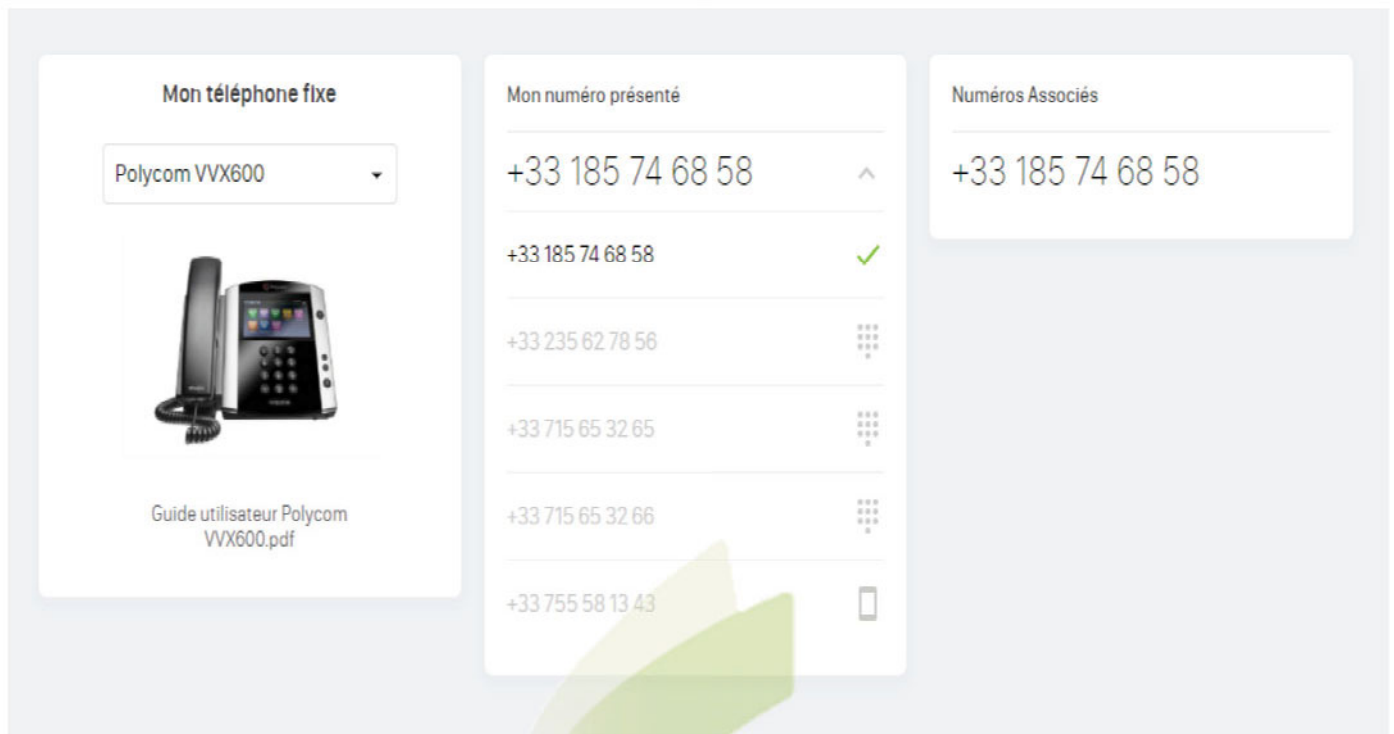 Mon téléphone fixe
Polycom VVX600
Guide utilisateur Polycom
VVX600.pdf
Mon numéro présenté
+33 185 74 68 58
+33 185 74 68 58
+33 235 62 78 56
+33 715 65 32 65
+33 715 65 32 66
+33 755 58 13 43
Numéros Associés
+33 185 74 68 58